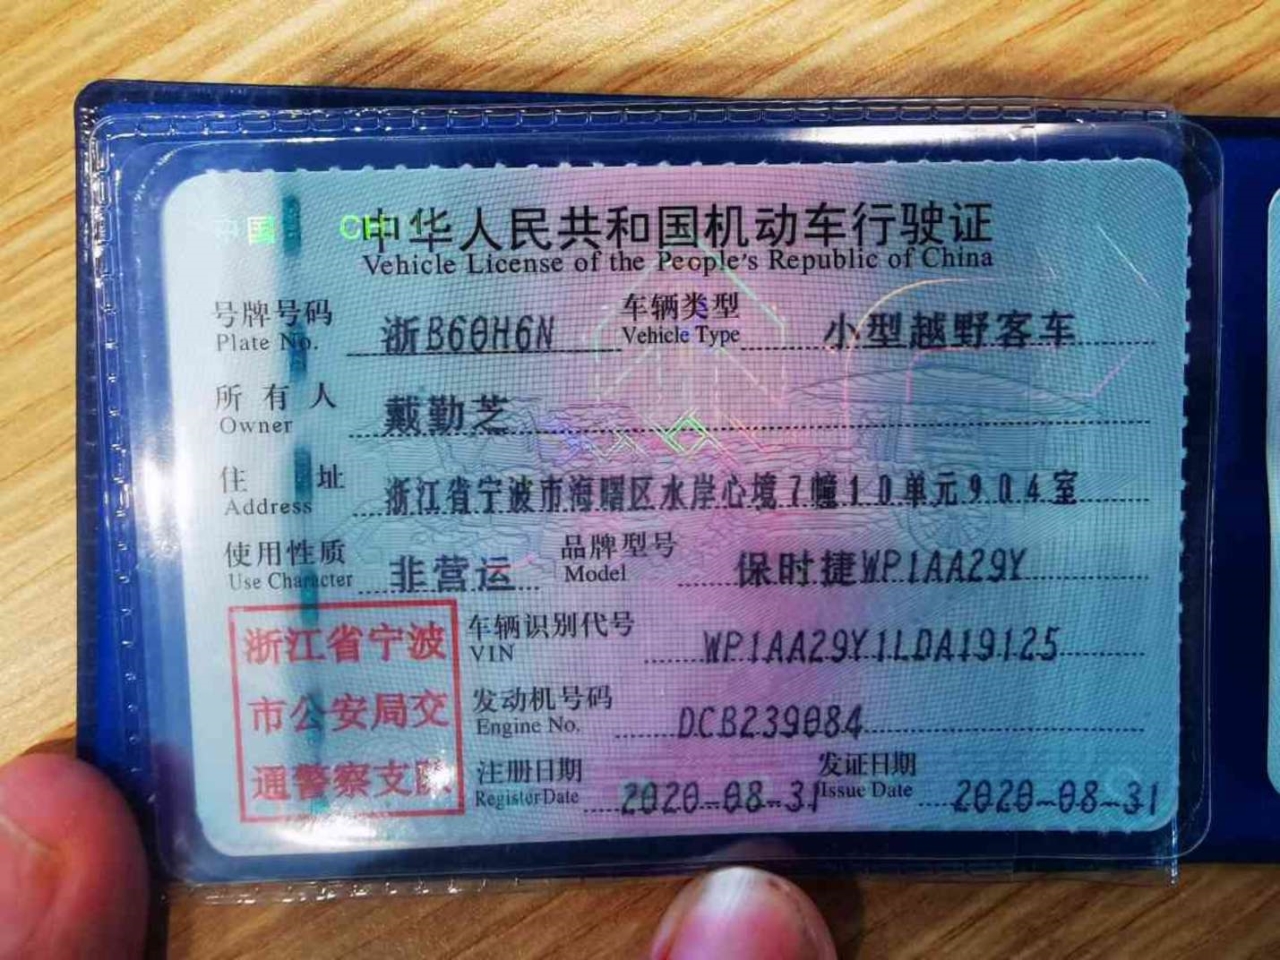 中国 CH
中华人民共和国机动车行驶证
Vehicle License of the People's Republic of China
号牌号码 浙B60H6N 车辆类型 小型越野客车
Plate No. Vehicle Type
所有人 戴勤芝
Owner
住址 浙江省宁波市海曙区水岸心境7幢10单元904室
Address
使用性质 非营运 品牌型号 保时捷WP1AA29Y
Use Character Model
浙江省宁波 车辆识别代号 WP1AA29Y1LDA19125
VIN
市公安局交 发动机号码 DCB239084
Engine No.
通警察支队 注册日期 2020-08-31 发证日期 2020-08-31
Register Date Issue Date